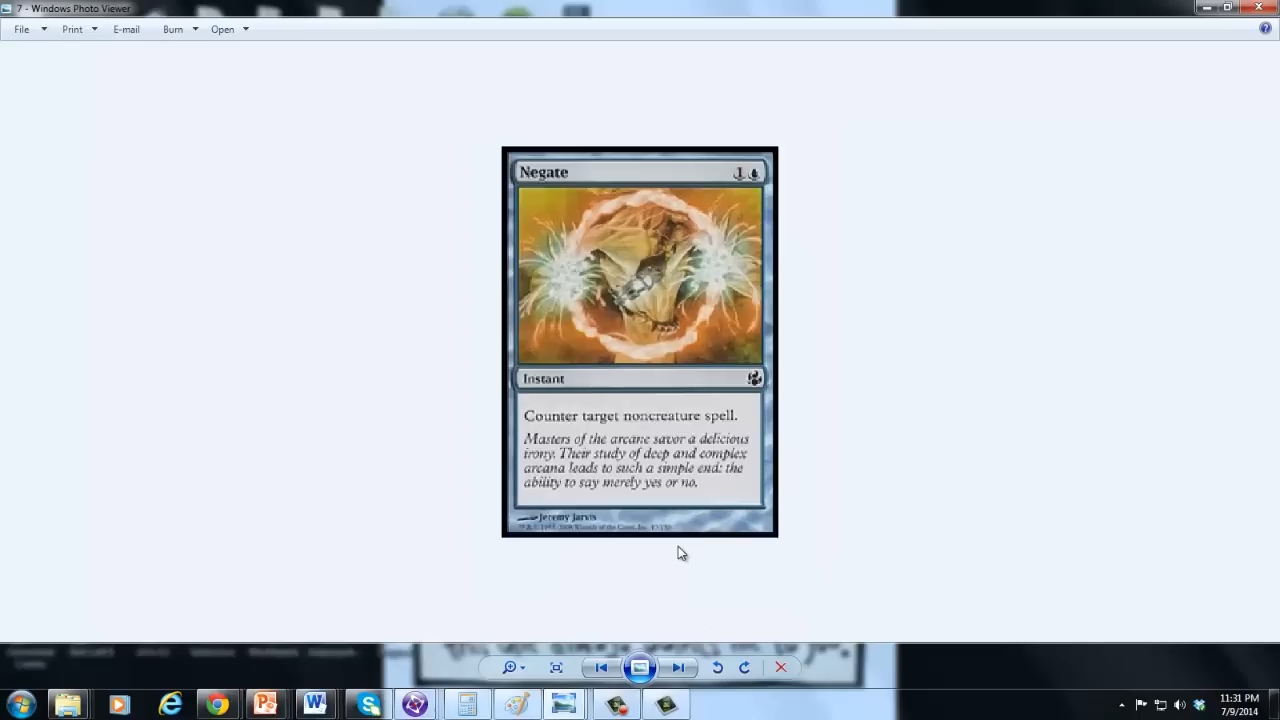 7 - Windows Photo Viewer
File Print E-mail Burn Open
Negate 1
Instant
Counter target noncreature spell.
Masters of the arcane savor a delicious
irony. Their study of deep and complex
arcana leads to such a simple end: the
ability to say merely yes or no.
Jeremy Jarvis
11:31 PM
7/9/2014